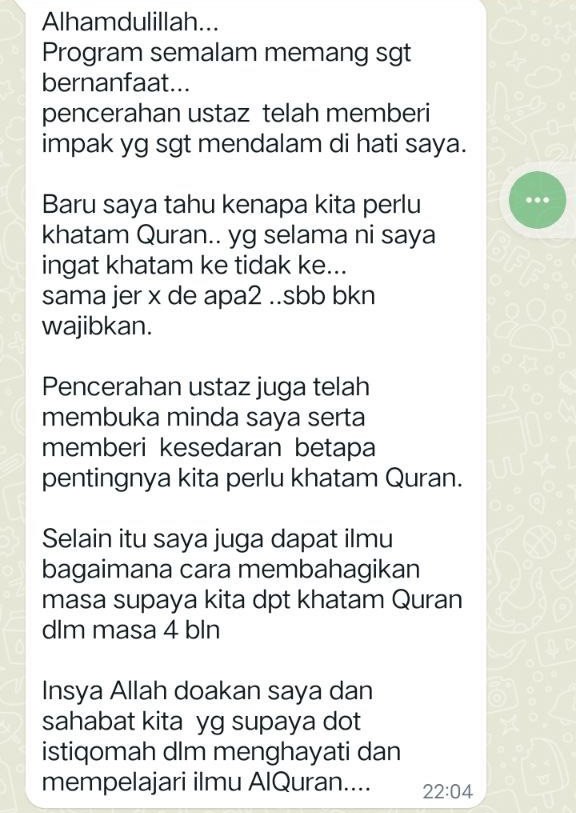 Alhamdulillah...
Program semalam memang sgt
bernanfaat...
pencerahan ustaz telah memberi
impak yg sgt mendalam di hati saya.
Baru saya tahu kenapa kita perlu
khatam Quran.. yg selama ni saya
ingat khatam ke tidak ke...
sama jer x de apa2 ..sbb bkn
wajibkan.
Pencerahan ustaz juga telah
membuka minda saya serta
memberi kesedaran betapa
pentingnya kita perlu khatam Quran.
Selain itu saya juga dapat ilmu
bagaimana cara membahagikan
masa supaya kita dpt khatam Quran
dlm masa 4 bln
Insya Allah doakan saya dan
sahabat kita yg supaya dot
istiqomah dlm menghayati dan
mempelajari ilmu AlQuran....
22:04